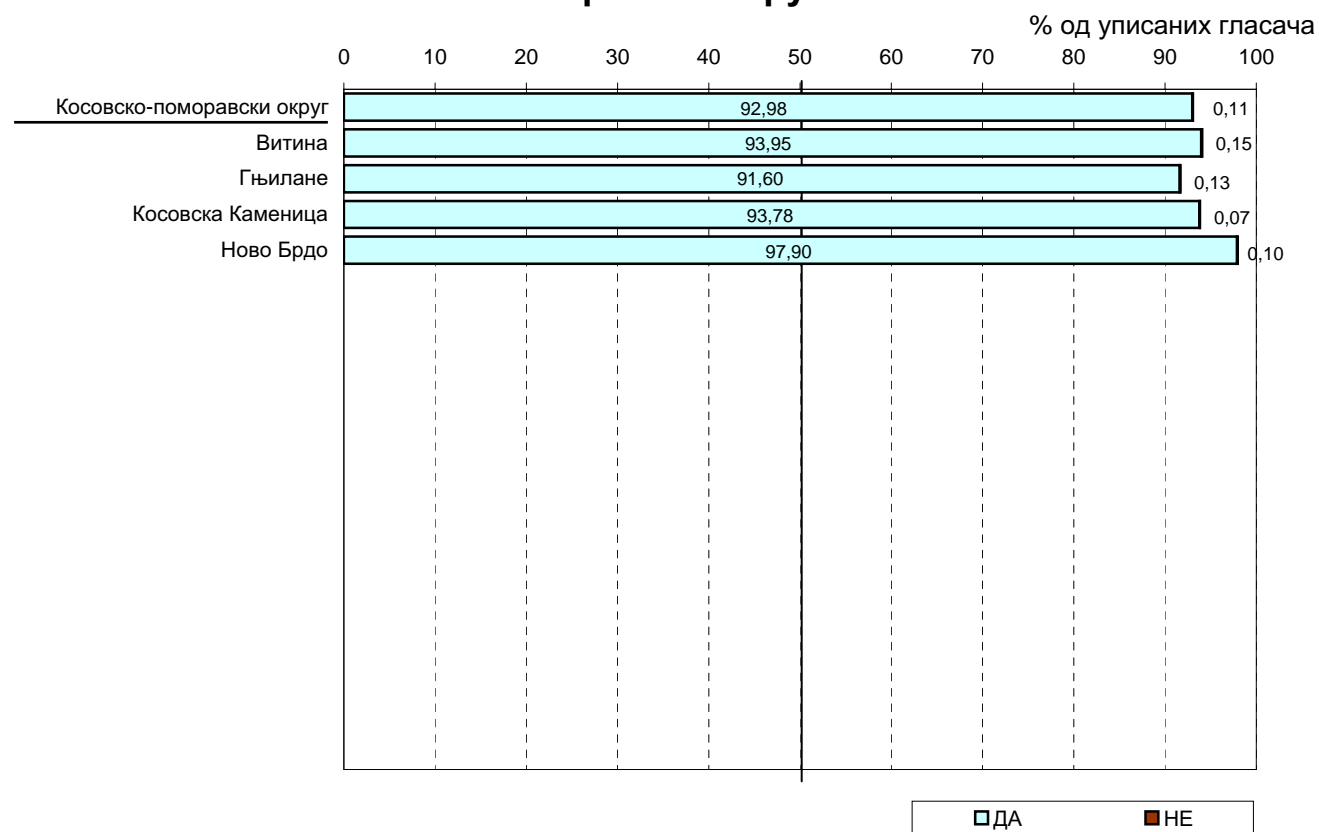 % од уписаних гласача
0 10 20 30 40 50 60 70 80 90 100
Косовско-поморавски округ 92,98 0,11
Витина 93,95 0,15
Гњилане 91,60 0,13
Косовска Каменица 93,78 0,07
Ново Брдо 97,90 0,10
ДА НЕ